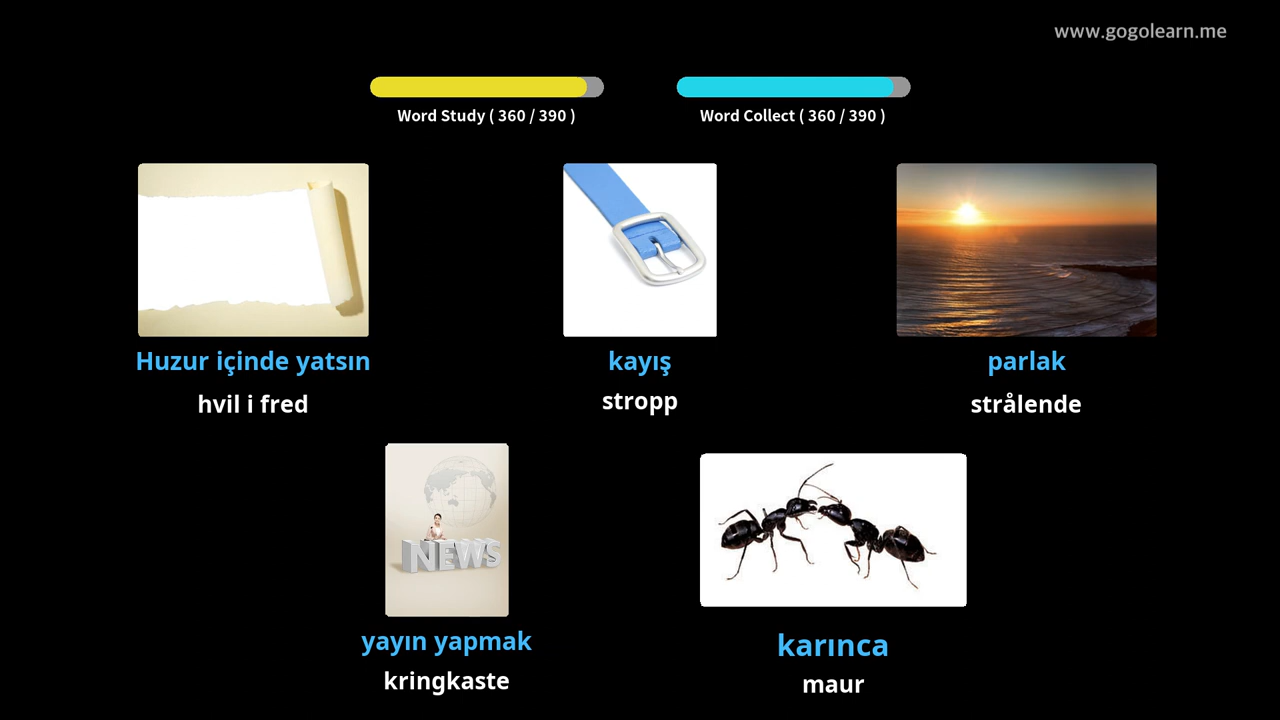 www.gogolearn.me
Word Study ( 360 / 390 )
Word Collect ( 360 / 390 )
Huzur içinde yatsın
hvil i fred
kayış
stropp
parlak
strålende
NEWS
yayın yapmak
kringkaste
karınca
maur